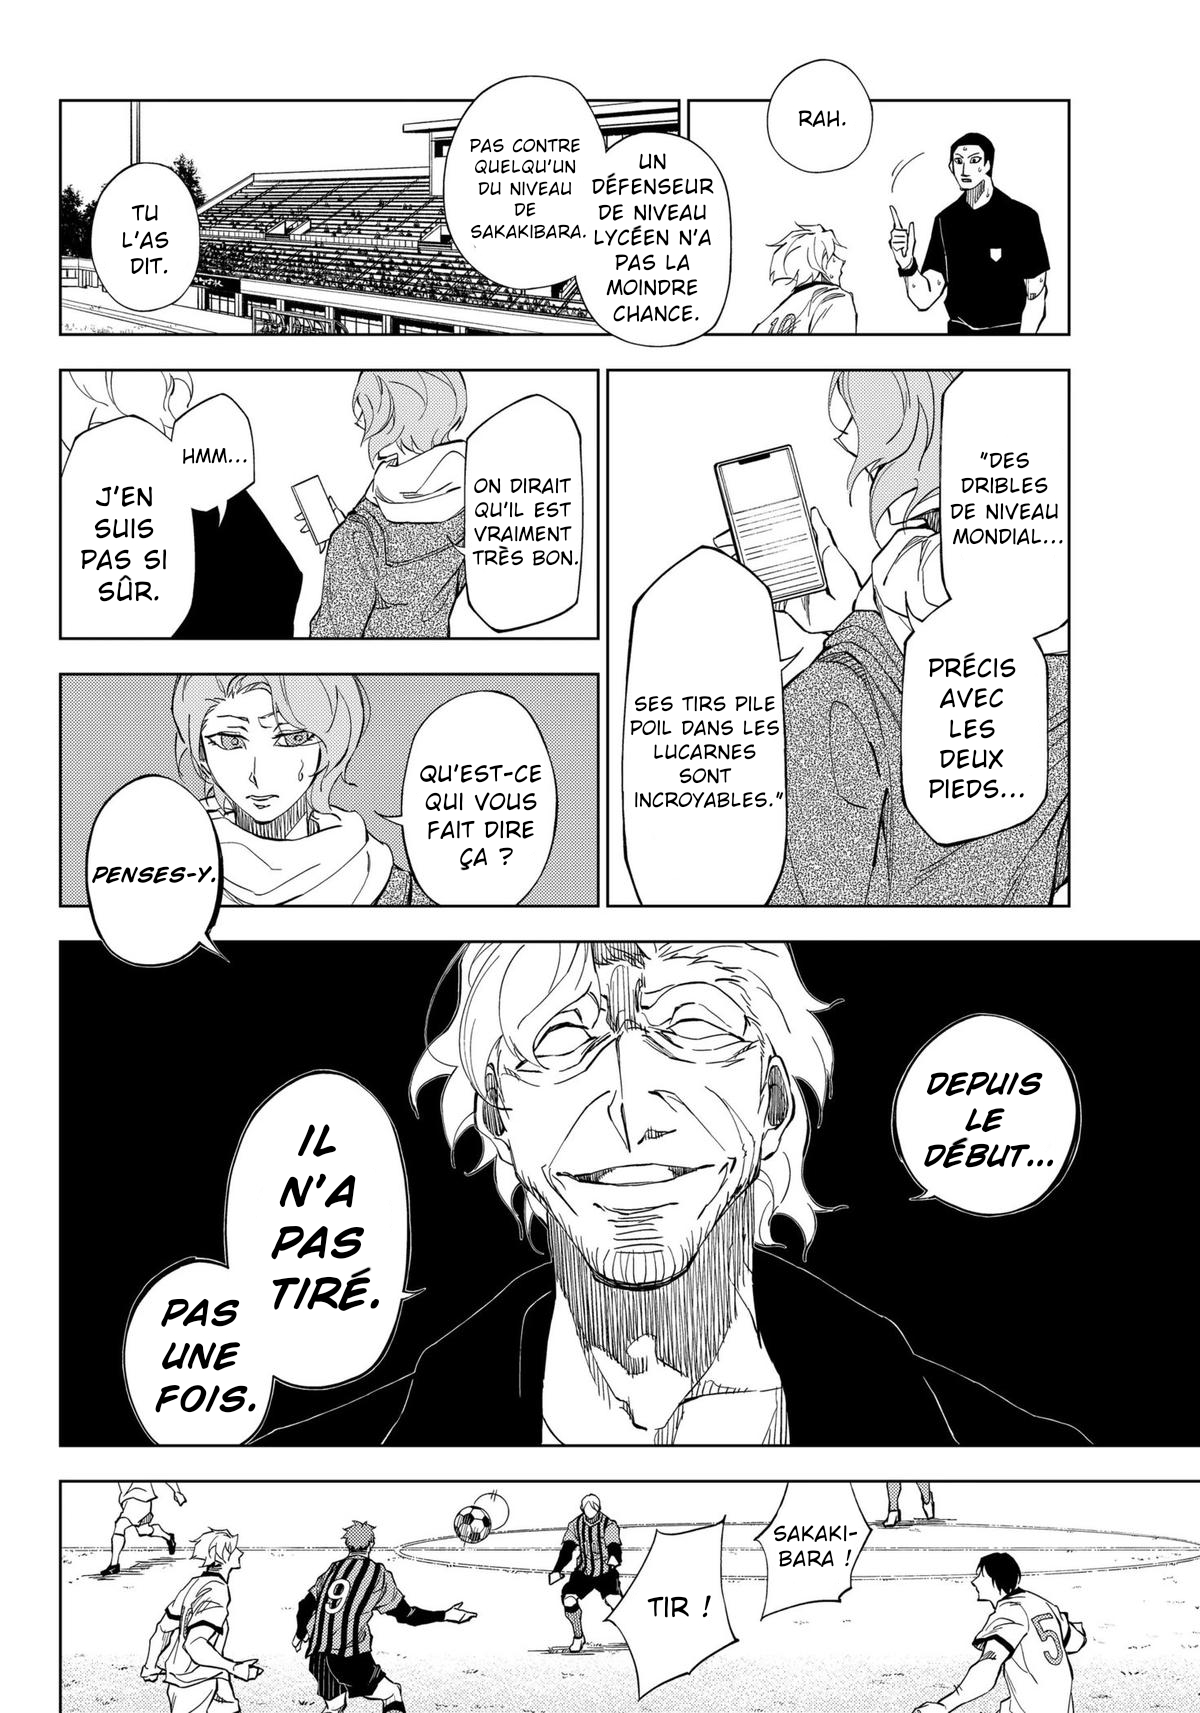 RAH.
10
UN
DÉFENSEUR
DE NIVEAU
LYCÉEN N'A
PAS LA
MOINDRE
CHANCE.
PAS CONTRE
QUELQU'UN
DU NIVEAU
DE
SAKAKIBARA.
TU
L'AS
DIT.
"DES
DRIBLES
DE NIVEAU
MONDIAL...
PRÉCIS
AVEC
LES
DEUX
PIEDS...
SES TIRS PILE
POIL DANS LES
LUCARNES
SONT
INCROYABLES."
ON DIRAIT
QU'IL EST
VRAIMENT
TRÈS BON.
HMM...
J'EN
SUIS
PAS SI
SÛR.
QU'EST-CE
QUI VOUS
FAIT DIRE
ÇA ?
PENSES-Y.
DEPUIS
LE
DÉBUT...
IL
N'A
PAS
TIRÉ.
PAS
UNE
FOIS.
SAKAKI-
BARA !
TIR !
9
5